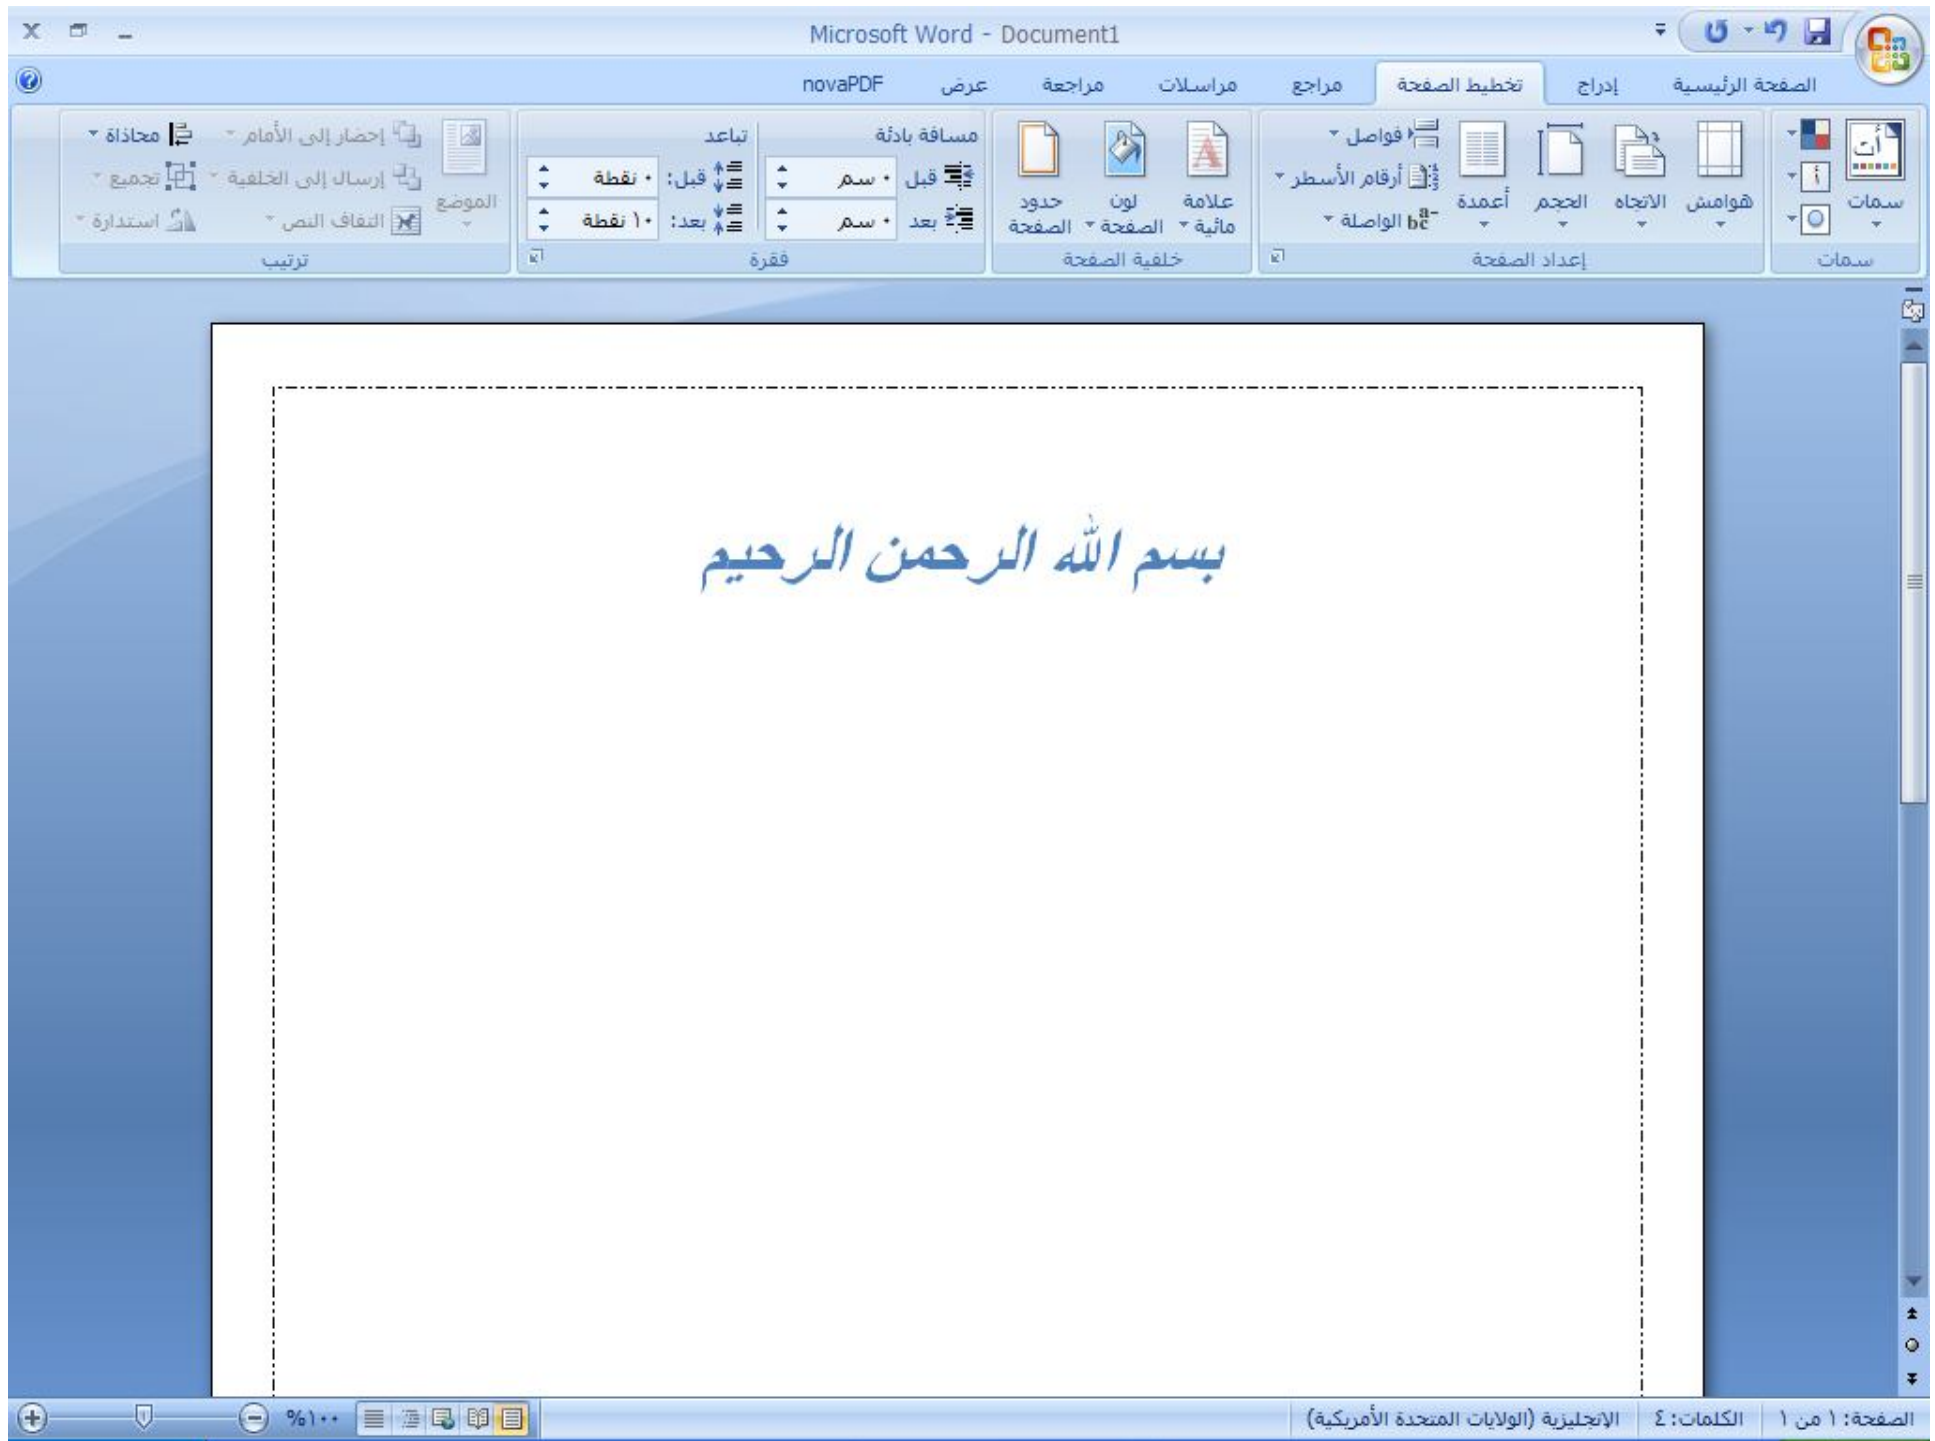 Microsoft Word - Document1
الصفحة الرئيسية إدراج تخطيط الصفحة مراجع مراسلات مراجعة عرض novaPDF
سمات
هوامش الاتجاه الحجم أعمدة
فواصل
أرقام الأسطر
الواصلة
علامة مائية
لون الصفحة
حدود الصفحة
مسافة بادئة
قبل ٠ سم
بعد ٠ سم
تباعد
قبل: ٠ نقطة
بعد: ١٠ نقطة
الموضع
إحضار إلى الأمام
إرسال إلى الخلفية
التفاف النص
محاذاة
تجميع
استدارة
سمات إعداد الصفحة خلفية الصفحة فقرة ترتيب
بسم الله الرحمن الرحيم
الصفحة: ١ من ١ الكلمات: ٤ الإنجليزية (الولايات المتحدة الأمريكية) ١٠٠%